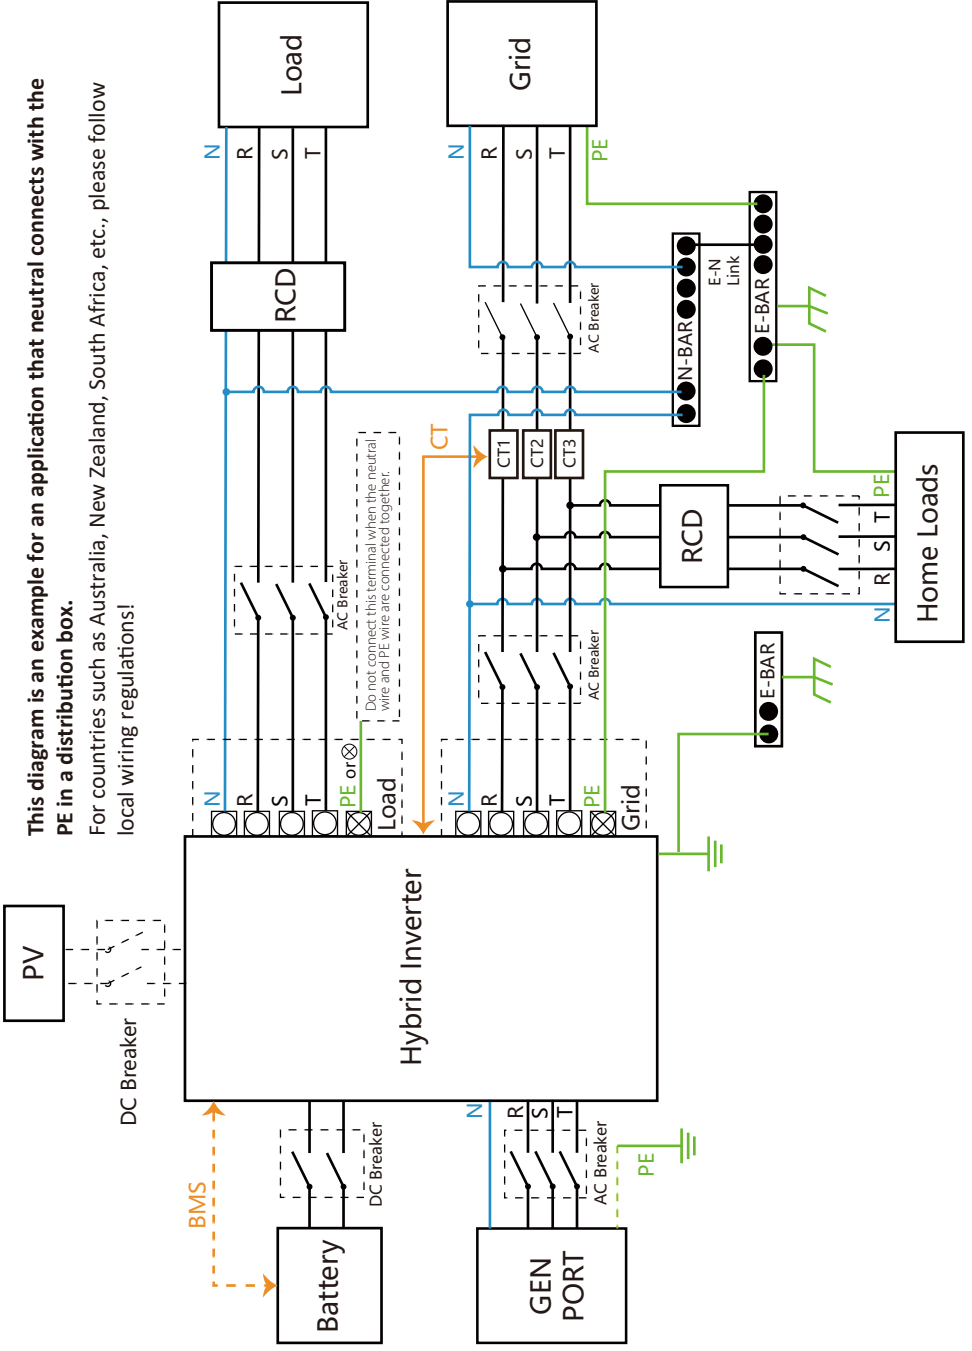 This diagram is an example for an application that neutral connects with the
PE in a distribution box.
For countries such as Australia, New Zealand, South Africa, etc., please follow
local wiring regulations!
PV
DC Breaker
BMS
Battery
DC Breaker
Hybrid Inverter
GEN
PORT
N
R
S
T
AC Breaker
PE
Load
N
R
S
T
PE or
Do not connect this terminal when the neutral
wire and PE wire are connected together.
AC Breaker
RCD
N
R
S
T
Load
Grid
N
R
S
T
PE
AC Breaker
CT
CT1
CT2
CT3
AC Breaker
N
R
S
T
PE
Grid
N-BAR
E-N
Link
E-BAR
RCD
N
R
S
T
PE
Home Loads
E-BAR